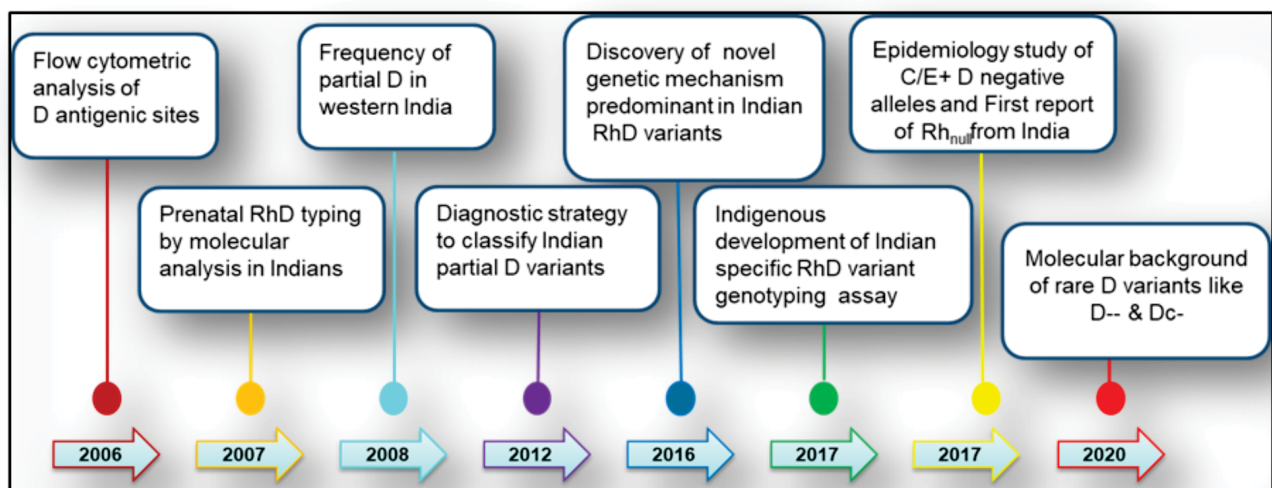 Flow cytometric
analysis of
D antigenic sites
Prenatal RhD typing
by molecular
analysis in Indians
Frequency of
partial D in
western India
Diagnostic strategy
to classify Indian
partial D variants
Discovery of novel
genetic mechanism
predominant in Indian
RhD variants
Indigenous
development of Indian
specific RhD variant
genotyping assay
Epidemiology study of
C/E+ D negative
alleles and First report
of Rhnull from India
Molecular background
of rare D variants like
D-- & Dc-
2006
2007
2008
2012
2016
2017
2017
2020